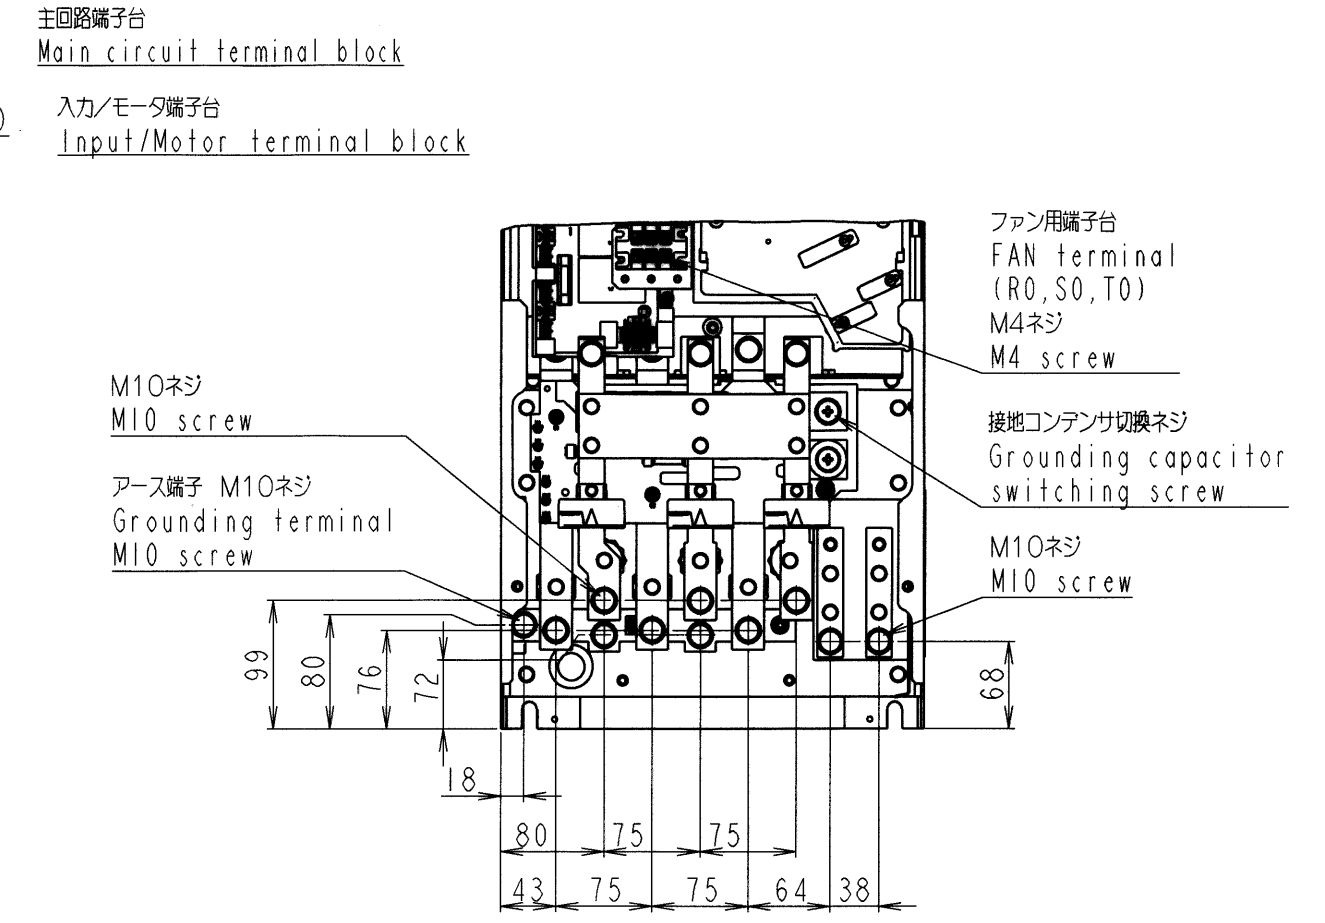 主回路端子台
Main circuit terminal block
入力/モータ端子台
Input/Motor terminal block
ファン用端子台
FAN terminal
(R0,S0,T0)
M4ネジ
M4 screw
M10ネジ
M10 screw
接地コンデンサ切換ネジ
Grounding capacitor
switching screw
アース端子 M10ネジ
Grounding terminal
M10 screw
M10ネジ
M10 screw
99
80
76
72
68
18
80
75
75
43
75
75
64
38